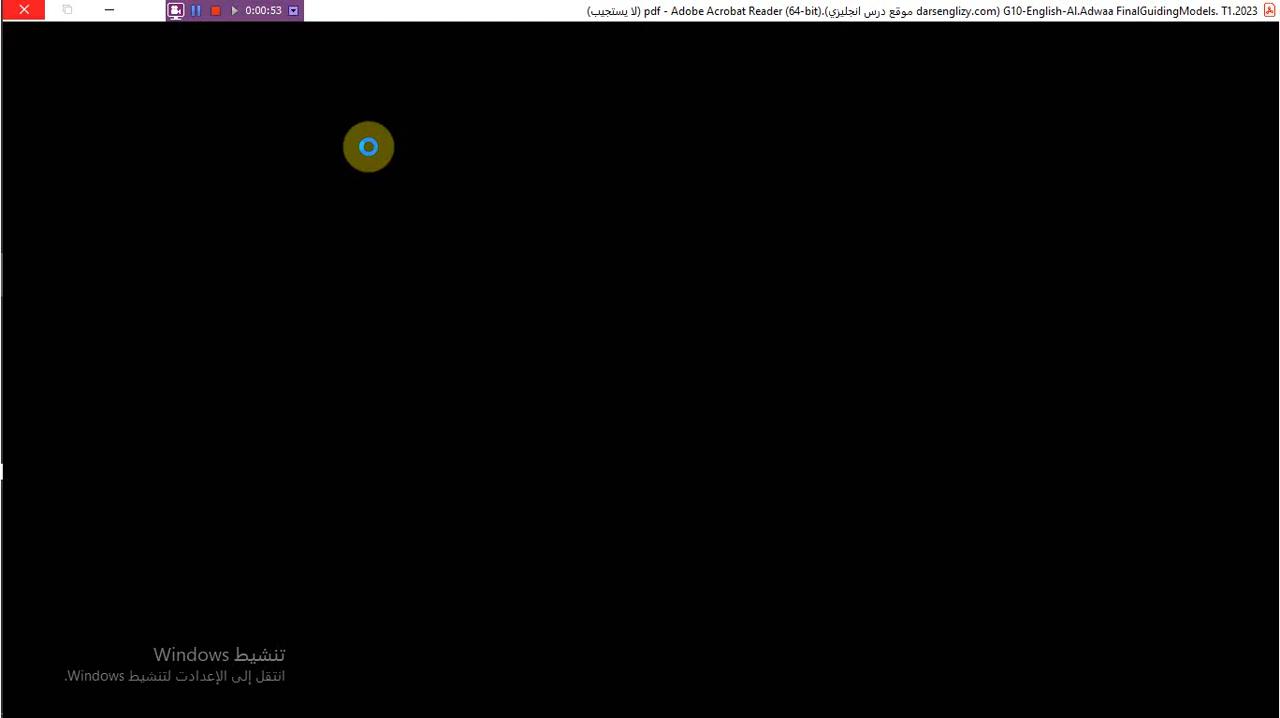 0:00:53
(لا يستجيب) pdf - Adobe Acrobat Reader (64-bit).(موقع درس انجليزي darsenglizy.com) G10-English-Al.Adwaa FinalGuidingModels. T1.2023
تنشيط Windows
انتقل إلى الإعدادت لتنشيط Windows.